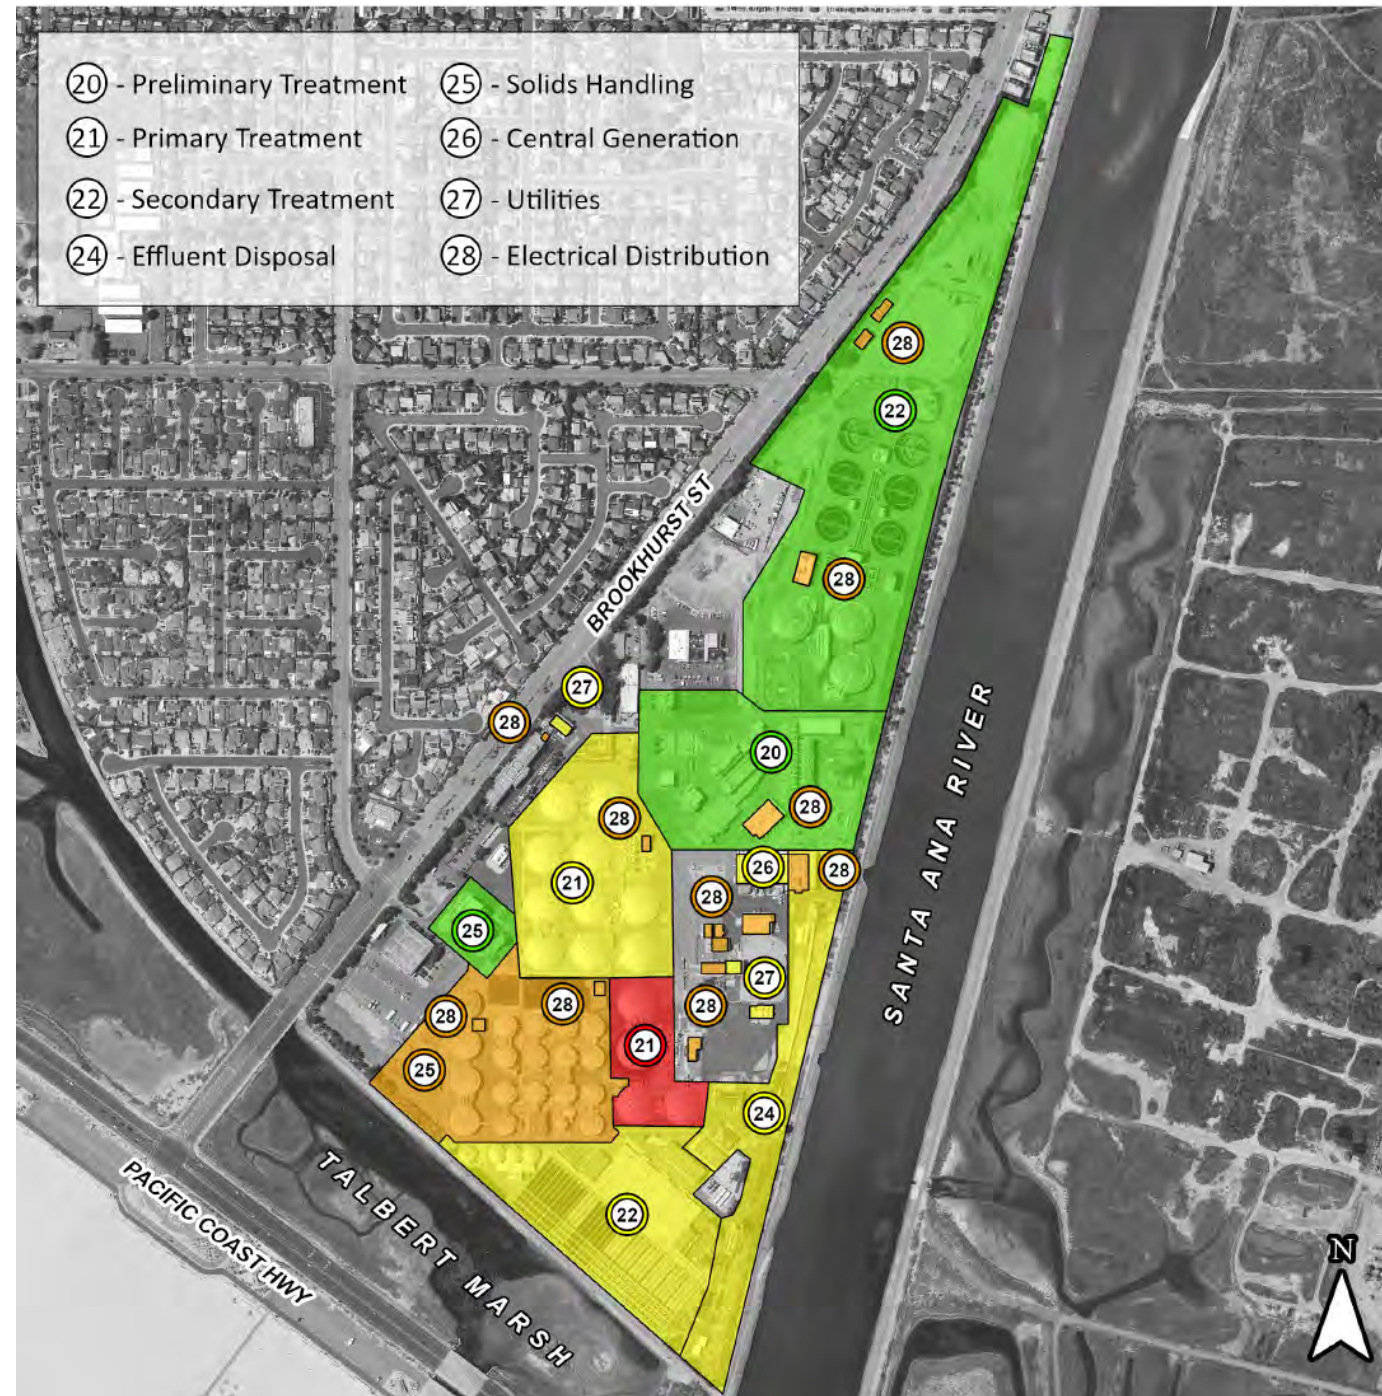 20 - Preliminary Treatment
21 - Primary Treatment
22 - Secondary Treatment
24 - Effluent Disposal
25 - Solids Handling
26 - Central Generation
27 - Utilities
28 - Electrical Distribution
28
22
BROOKHURST ST
28
27
28
20
28
28
21
26
28
28
25
27
28
28
28
21
25
24
22
SANTA ANA RIVER
TALBERT MARSH
PACIFIC COAST HWY
N